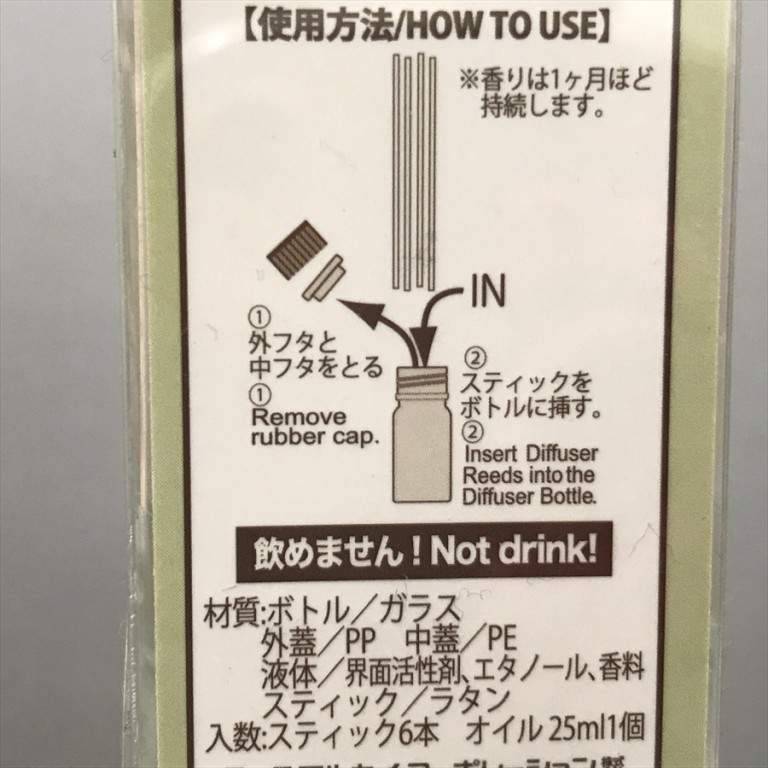 【使用方法/HOW TO USE】
※香りは1ヶ月ほど
持続します。
IN
①
外フタと
中フタをとる
①
Remove
rubber cap.
②
スティックを
ボトルに挿す。
②
Insert Diffuser
Reeds into the
Diffuser Bottle.
飲めません！Not drink!
材質:ボトル／ガラス
外蓋／PP 中蓋／PE
液体／界面活性剤、エタノール、香料
スティック／ラタン
入数:スティック6本 オイル 25ml1個